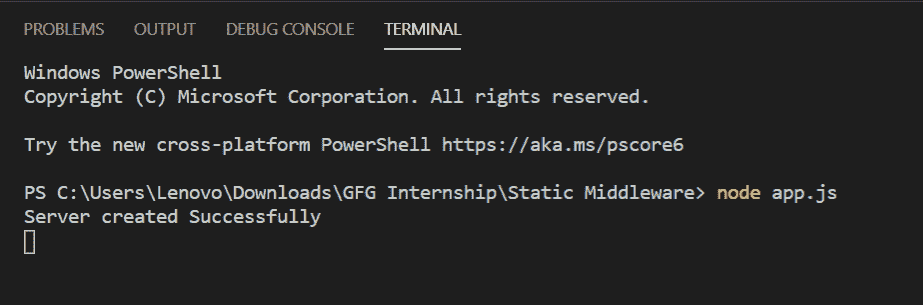 PROBLEMS OUTPUT DEBUG CONSOLE TERMINAL
Windows PowerShell
Copyright (C) Microsoft Corporation. All rights reserved.
Try the new cross-platform PowerShell https://aka.ms/pscore6
PS C:\Users\Lenovo\Downloads\GFG Internship\Static Middleware> node app.js
Server created Successfully